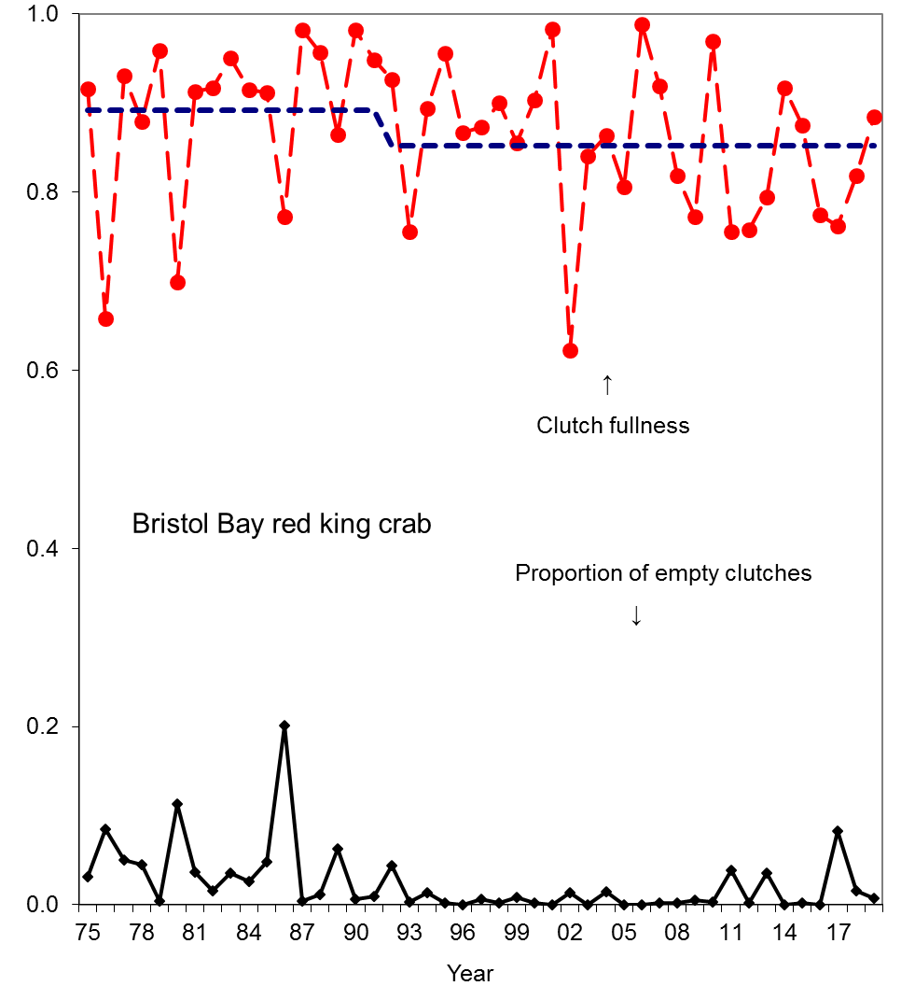 1.0
0.8
↑
0.6
Clutch fullness
Bristol Bay red king crab
0.4
Proportion of empty clutches
↓
0.2
0.0
75 78 81 84 87 90 93 96 99 02 05 08 11 14 17
Year